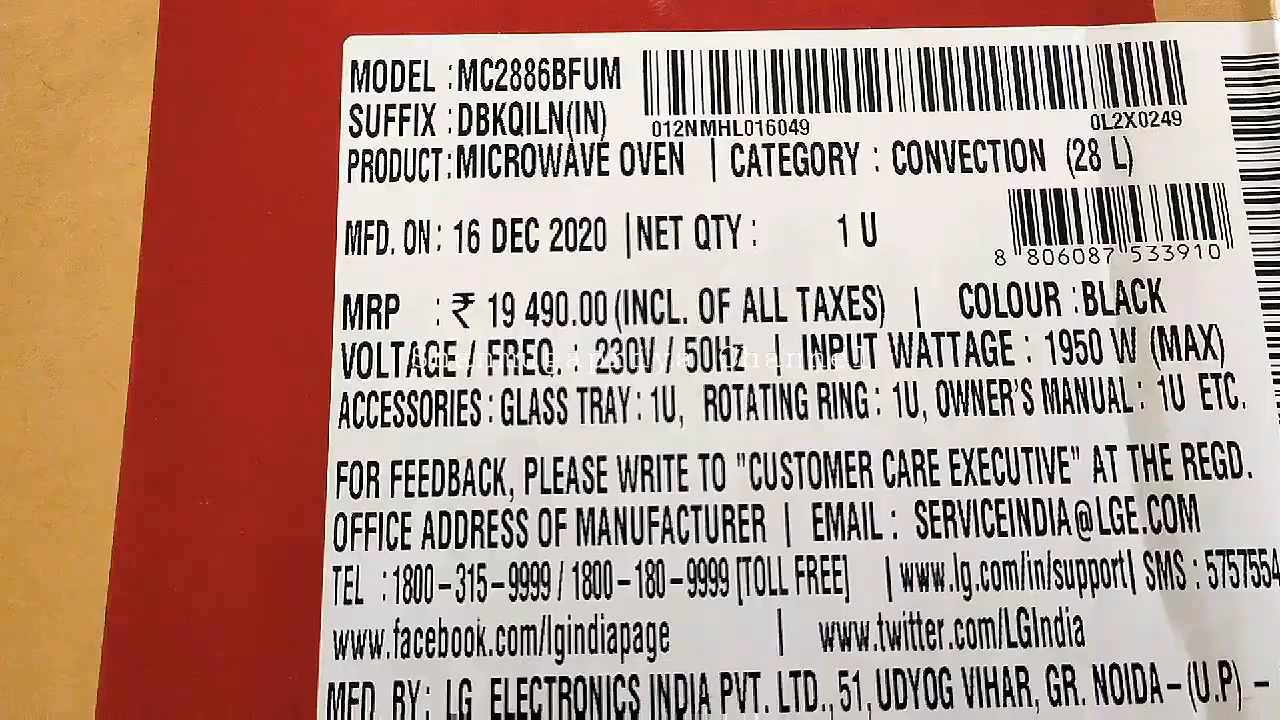 MODEL : MC2886BFUM
SUFFIX : DBKQILN(IN)
012NMHL016049 0L2X0249
PRODUCT : MICROWAVE OVEN | CATEGORY : CONVECTION (28 L)
MFD. ON : 16 DEC 2020 | NET QTY : 1 U
8 806087 533910
MRP : ₹ 19 490.00 (INCL. OF ALL TAXES) | COLOUR : BLACK
VOLTAGE / FREQ. : 230V / 50Hz | INPUT WATTAGE : 1950 W (MAX)
ACCESSORIES : GLASS TRAY : 1U, ROTATING RING : 1U, OWNER'S MANUAL : 1U ETC.
FOR FEEDBACK, PLEASE WRITE TO "CUSTOMER CARE EXECUTIVE" AT THE REGD.
OFFICE ADDRESS OF MANUFACTURER | EMAIL : SERVICEINDIA@LGE.COM
TEL : 1800-315-9999 / 1800-180-9999 [TOLL FREE] | www.lg.com/in/support | SMS : 5757554
www.facebook.com/lgindiapage | www.twitter.com/LGIndia
MFD. BY : LG ELECTRONICS INDIA PVT. LTD., 51, UDYOG VIHAR, GR. NOIDA - (U.P) -